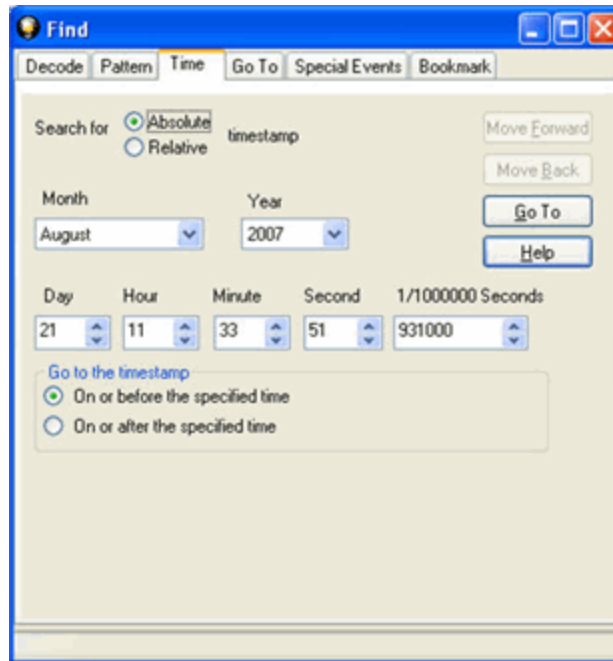 Find
Decode Pattern Time Go To Special Events Bookmark
Search for Absolute timestamp
Relative
Move Forward
Move Back
Month Year
August 2007
Go To
Help
Day Hour Minute Second 1/1000000 Seconds
21 11 33 51 931000
Go to the timestamp
On or before the specified time
On or after the specified time